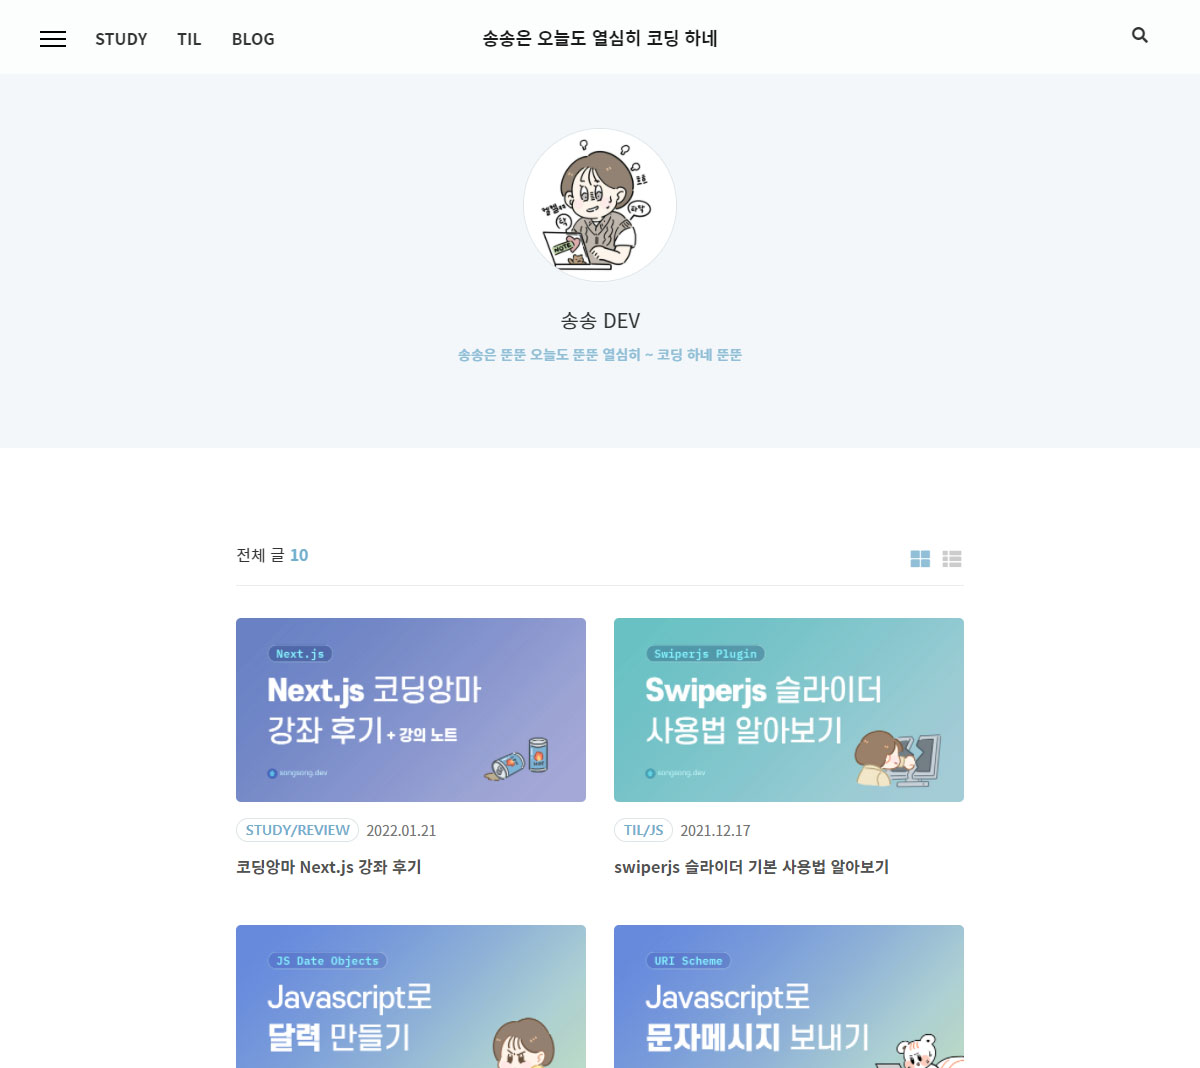 STUDY TIL BLOG 송송은 오늘도 열심히 코딩 하네
NOTE
송송 DEV
송송은 뚠뚠 오늘도 뚠뚠 열심히 ~ 코딩 하네 뚠뚠
전체 글 10
Next.js
Next.js 코딩앙마
강좌 후기 + 강의 노트
songsong.dev
STUDY/REVIEW 2022.01.21
코딩앙마 Next.js 강좌 후기
Swiperjs Plugin
Swiperjs 슬라이더
사용법 알아보기
songsong.dev
TIL/JS 2021.12.17
swiperjs 슬라이더 기본 사용법 알아보기
JS Date Objects
Javascript로
달력 만들기
URI Scheme
Javascript로
문자메시지 보내기